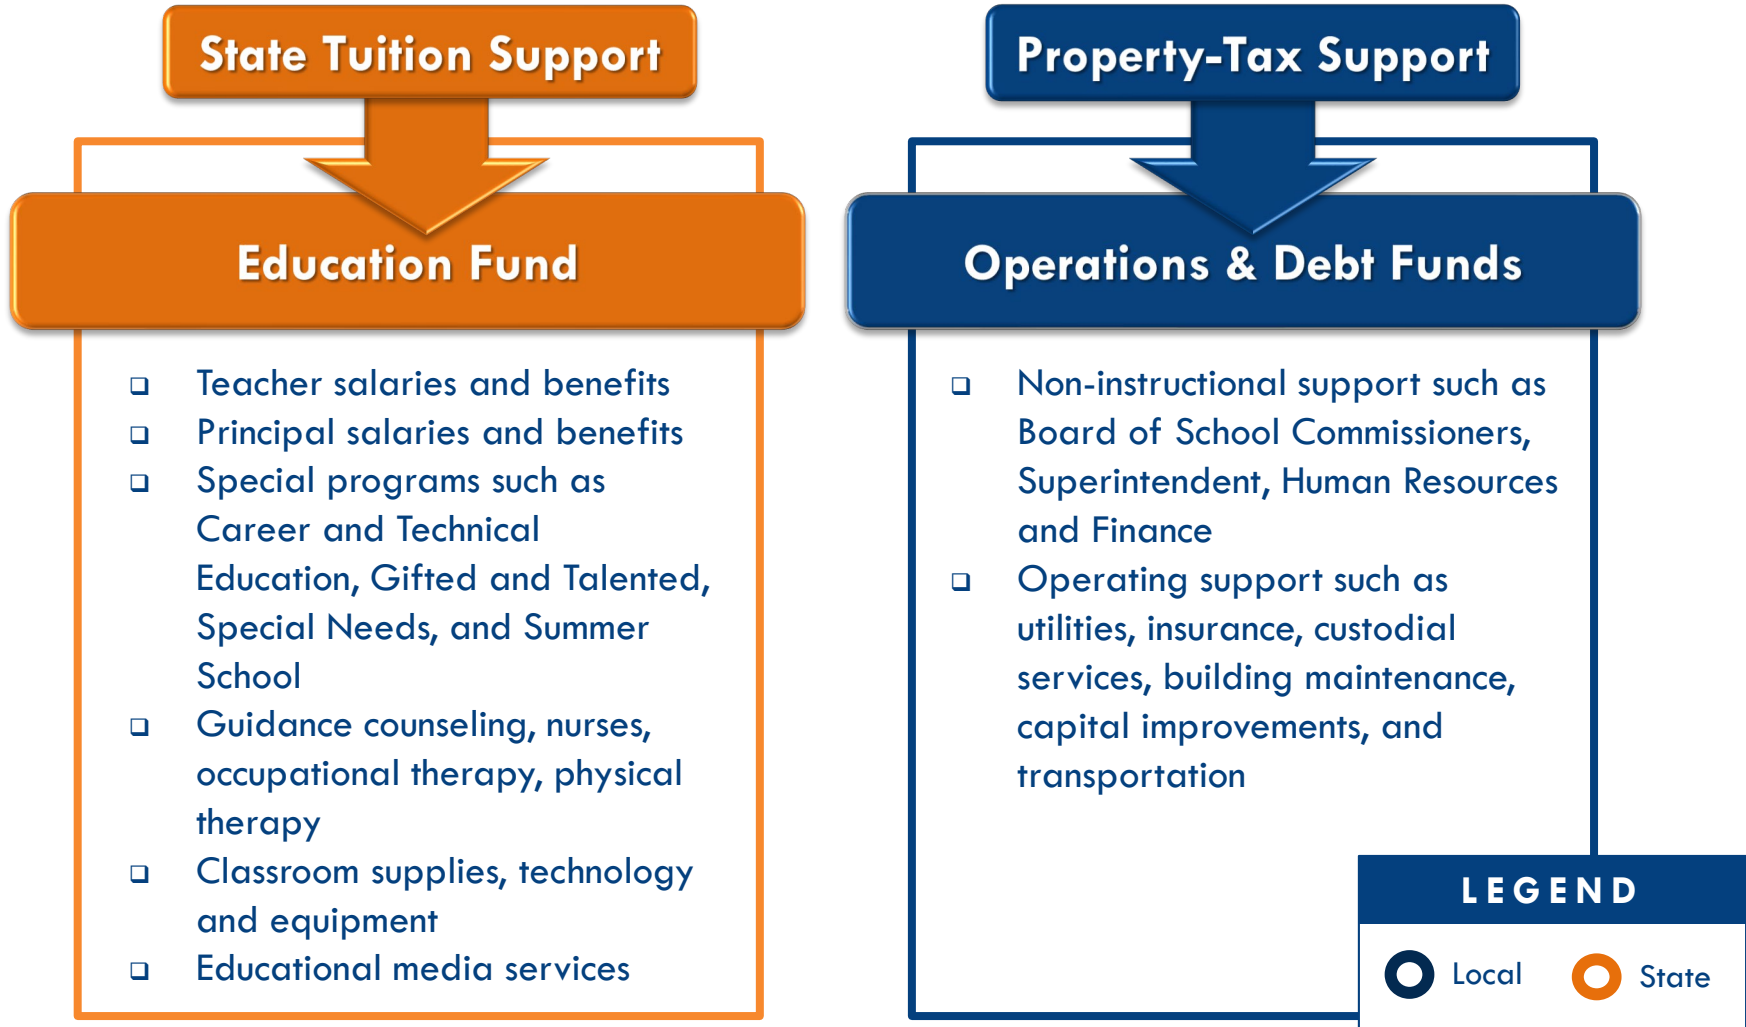 State Tuition Support
Education Fund
❑ Teacher salaries and benefits
❑ Principal salaries and benefits
❑ Special programs such as
Career and Technical
Education, Gifted and Talented,
Special Needs, and Summer
School
❑ Guidance counseling, nurses,
occupational therapy, physical
therapy
❑ Classroom supplies, technology
and equipment
❑ Educational media services
Property-Tax Support
Operations & Debt Funds
❑ Non-instructional support such as
Board of School Commissioners,
Superintendent, Human Resources
and Finance
❑ Operating support such as
utilities, insurance, custodial
services, building maintenance,
capital improvements, and
transportation
LEGEND
Local
State